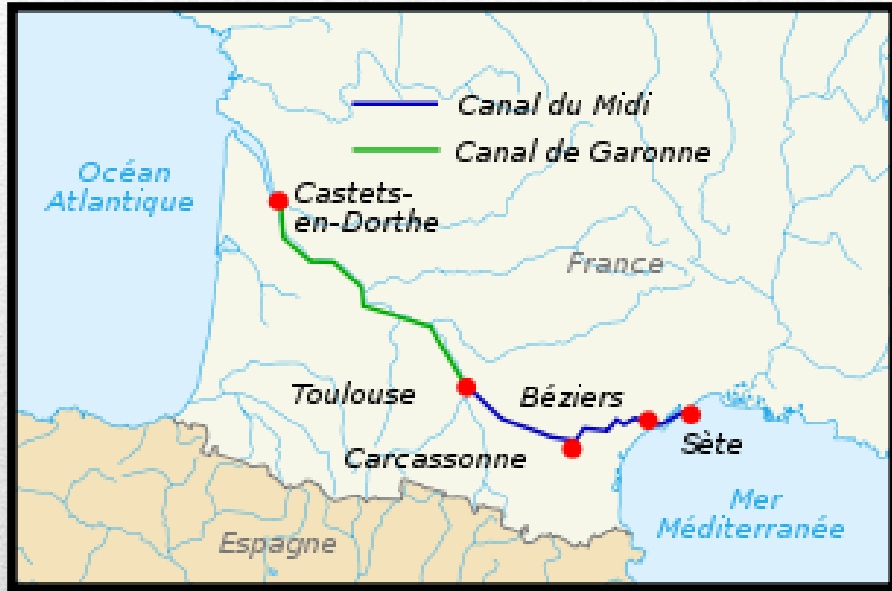 Canal du Midi
Canal de Garonne
Océan
Atlantique
Castets-
en-Dorthe
France
Toulouse
Béziers
Carcassonne
Sète
Mer
Méditerranée
Espagne